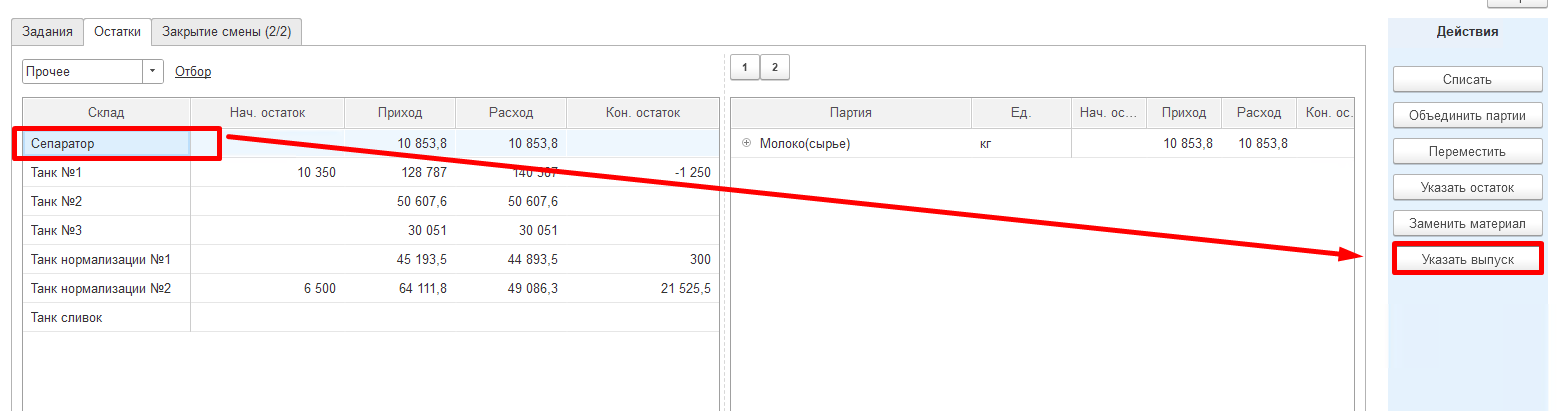 Задания Остатки Закрытие смены (2/2) Действия
Прочее Отбор 1 2
Списать
Склад Нач. остаток Приход Расход Кон. остаток Партия Ед. Нач. ос... Приход Расход Кон. ос.
Объединить партии
Сепаратор 10 853,8 10 853,8 Молоко(сырье) кг 10 853,8 10 853,8
Переместить
Танк №1 10 350 128 787 -1 250
Указать остаток
Танк №2 50 607,6 50 607,6
Заменить материал
Танк №3 30 051 30 051
Танк нормализации №1 45 193,5 44 893,5 300 Указать выпуск
Танк нормализации №2 6 500 64 111,8 49 086,3 21 525,5
Танк сливок